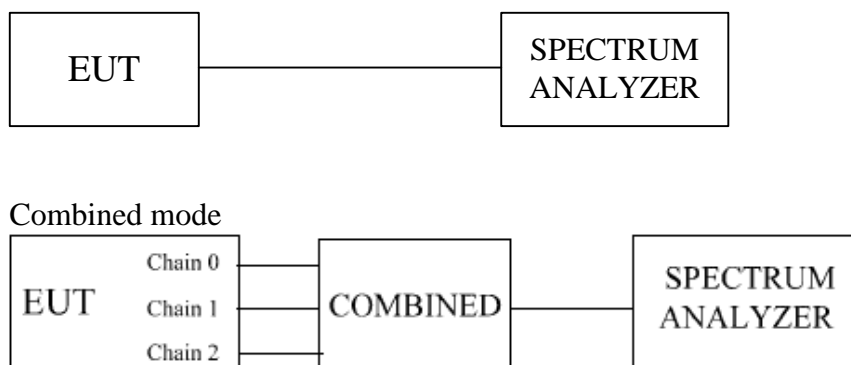 EUT
SPECTRUM
ANALYZER
Combined mode
EUT
Chain 0
Chain 1
Chain 2
COMBINED
SPECTRUM
ANALYZER